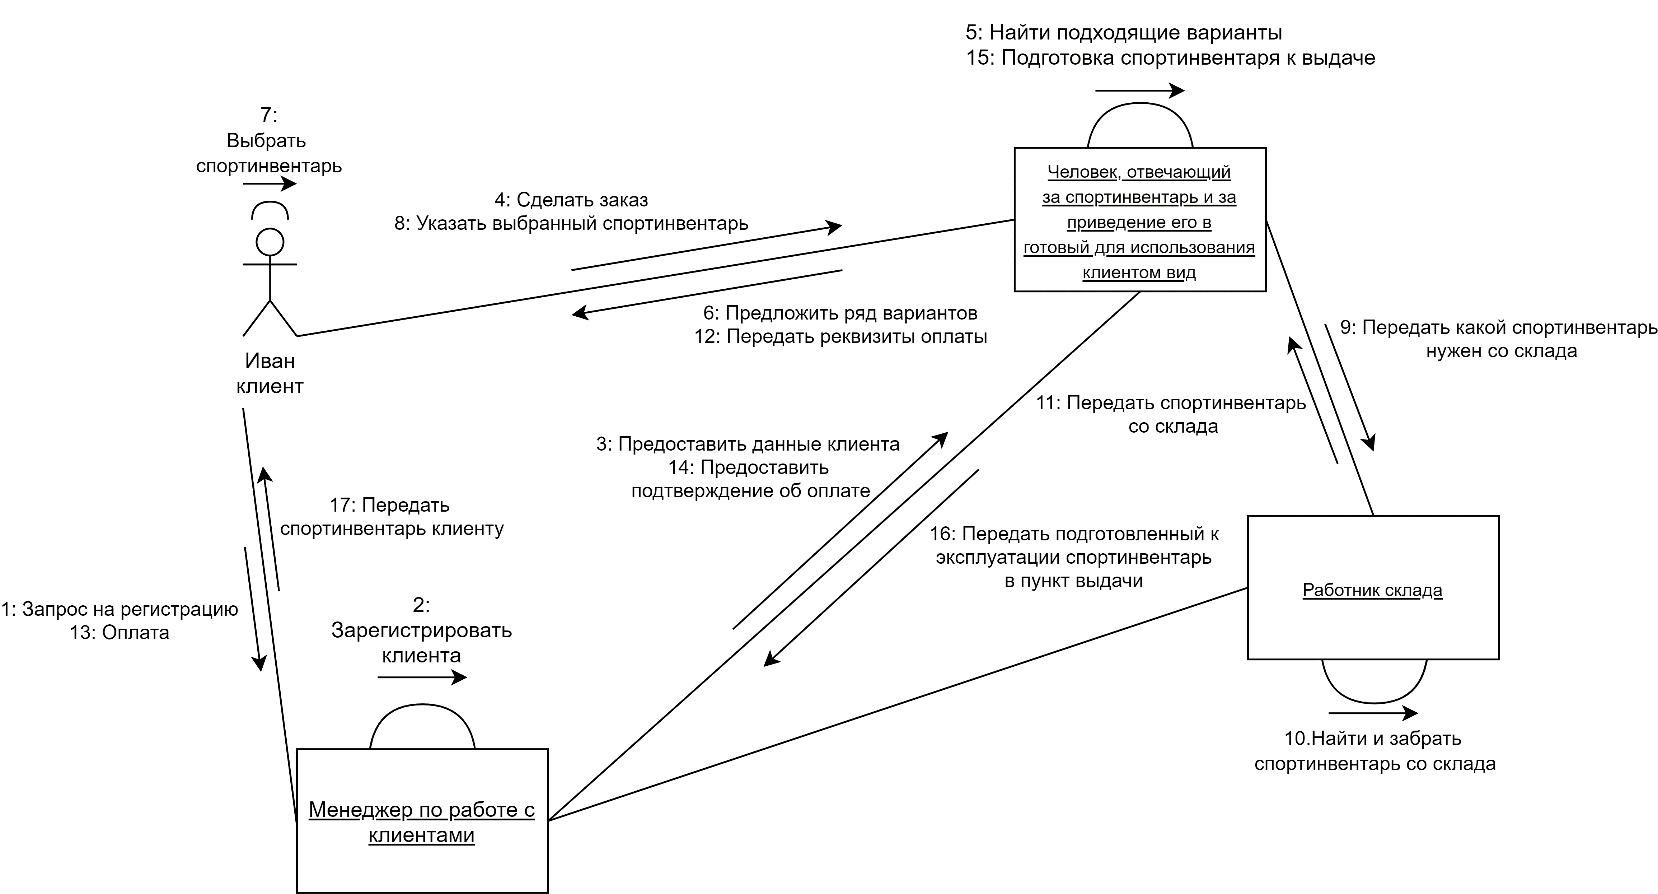 5: Найти подходящие варианты
15: Подготовка спортинвентаря к выдаче
7:
Выбрать
спортинвентарь
Человек, отвечающий
за спортинвентарь и за
приведение его в
готовый для использования
клиентом вид
4: Сделать заказ
8: Указать выбранный спортинвентарь
6: Предложить ряд вариантов
12: Передать реквизиты оплаты
Иван
клиент
9: Передать какой спортинвентарь
нужен со склада
11: Передать спортинвентарь
со склада
3: Предоставить данные клиента
14: Предоставить
подтверждение об оплате
17: Передать
спортинвентарь клиенту
16: Передать подготовленный к
эксплуатации спортинвентарь
в пункт выдачи
1: Запрос на регистрацию
13: Оплата
2:
Зарегистрировать
клиента
Работник склада
10.Найти и забрать
спортинвентарь со склада
Менеджер по работе с
клиентами